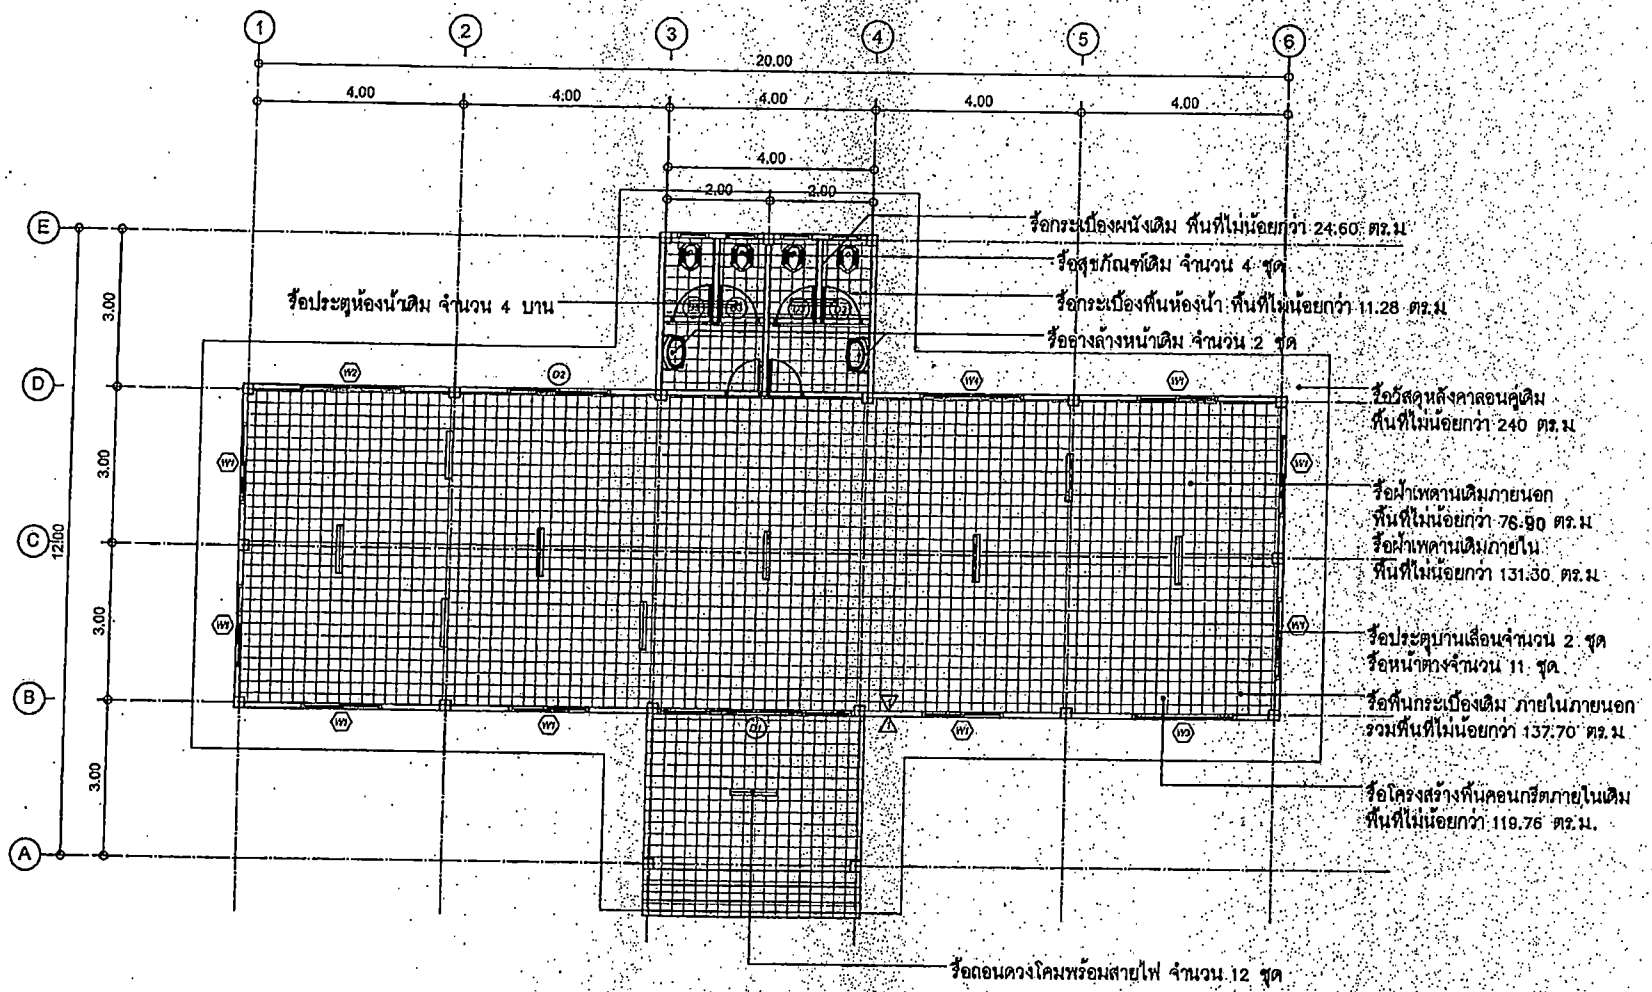 1 2 3 4 5 6
20.00
4.00 4.00 4.00 4.00 4.00
4.00
2.00 2.00
E
รื้อกระเบื้องผนังเดิม พื้นที่ไม่น้อยกว่า 24.60 ตร.ม
รื้อสุขภัณฑ์เดิม จำนวน 4 ชุด
รื้อประตูห้องน้ำเดิม จำนวน 4 บาน
รื้อกระเบื้องพื้นห้องน้ำ พื้นที่ไม่น้อยกว่า 11.28 ตร.ม
3.00
รื้ออ่างล้างหน้าเดิม จำนวน 2 ชุด
D
W2 D2 W4 W1
รื้อวัสดุหลังคาลอนคู่เดิม
พื้นที่ไม่น้อยกว่า 240 ตร.ม
3.00
W1 W1
รื้อฝ้าเพดานเดิมภายนอก
พื้นที่ไม่น้อยกว่า 76.90 ตร.ม
C
12.00
รื้อฝ้าเพดานเดิมภายใน
พื้นที่ไม่น้อยกว่า 131.30 ตร.ม
3.00
W1 W1
รื้อประตูบานเลื่อนจำนวน 2 ชุด
รื้อหน้าต่างจำนวน 11 ชุด
B
รื้อพื้นกระเบื้องเดิม ภายในภายนอก
รวมพื้นที่ไม่น้อยกว่า 137.70 ตร.ม
W1 W1 D1 W1 W3
3.00
รื้อโครงสร้างพื้นคอนกรีตภายในเดิม
พื้นที่ไม่น้อยกว่า 119.76 ตร.ม.
A
รื้อถอนดวงโคมพร้อมสายไฟ จำนวน 12 ชุด